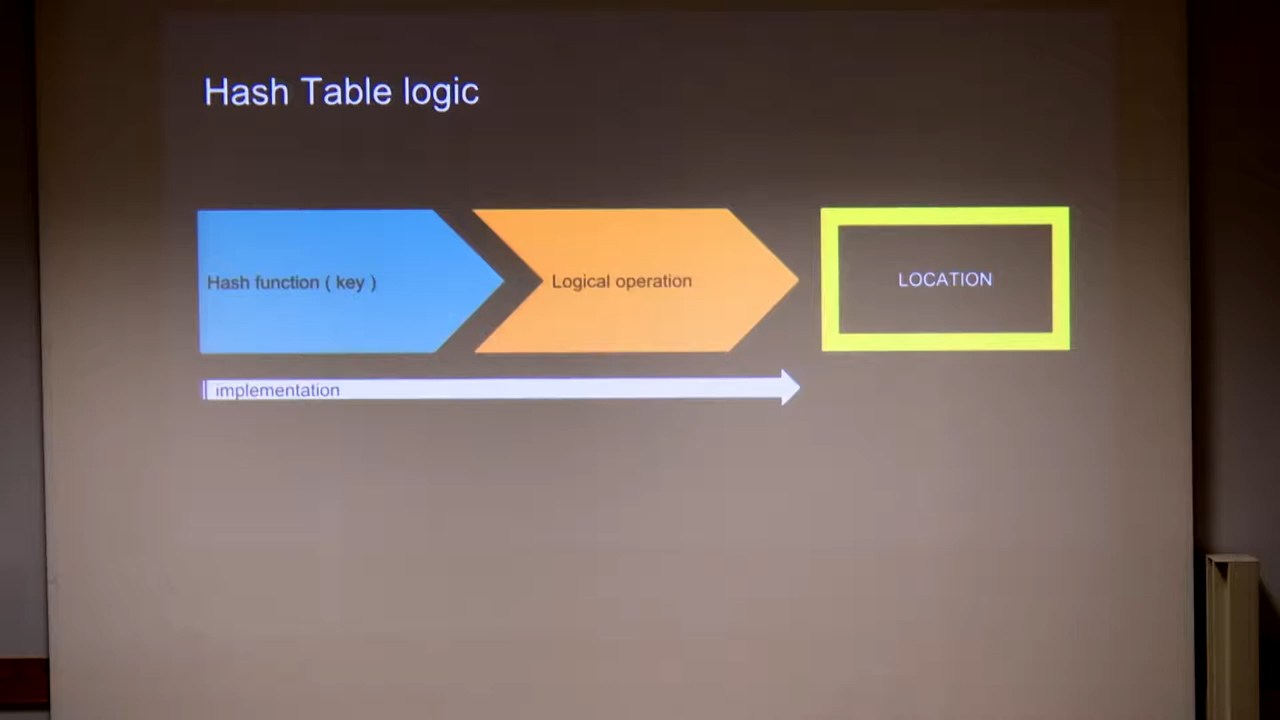 Hash Table logic
Hash function ( key )
Logical operation
LOCATION
implementation